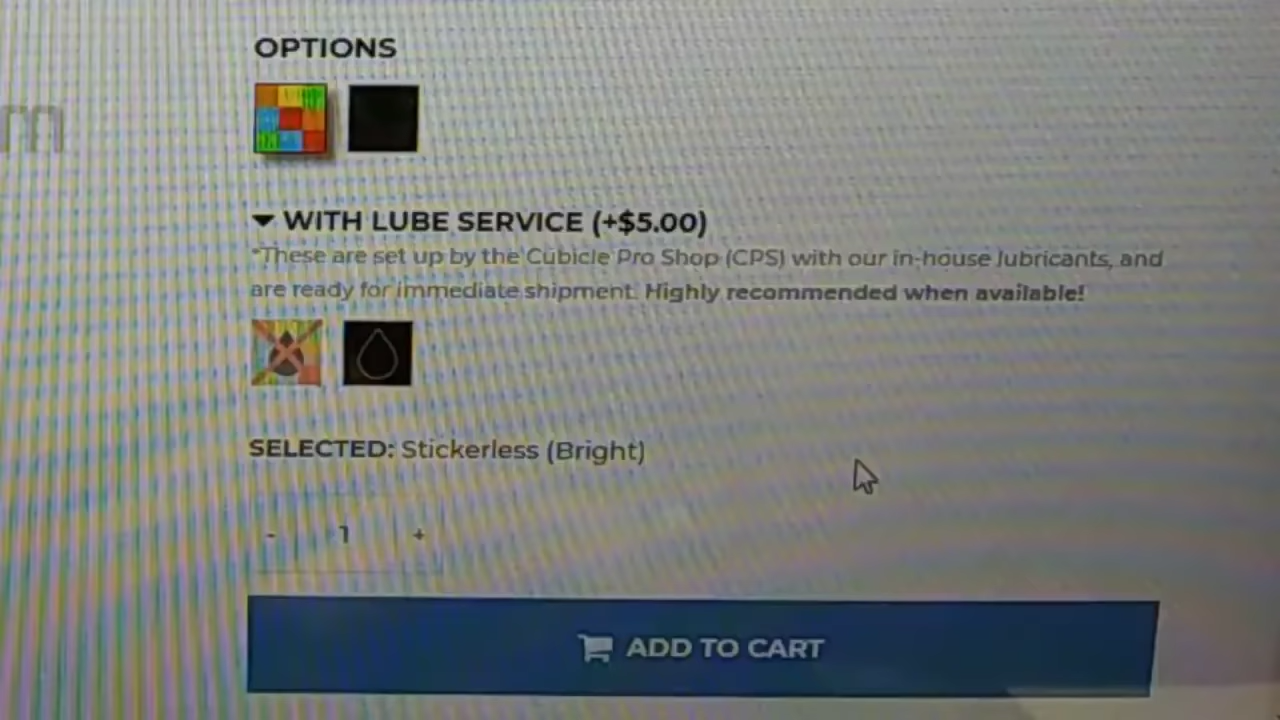 OPTIONS
m
WITH LUBE SERVICE (+$5.00)
*These are set up by the Cubicle Pro Shop (CPS) with our in-house lubricants, and
are ready for immediate shipment. Highly recommended when available!
SELECTED: Stickerless (Bright)
- 1 +
ADD TO CART